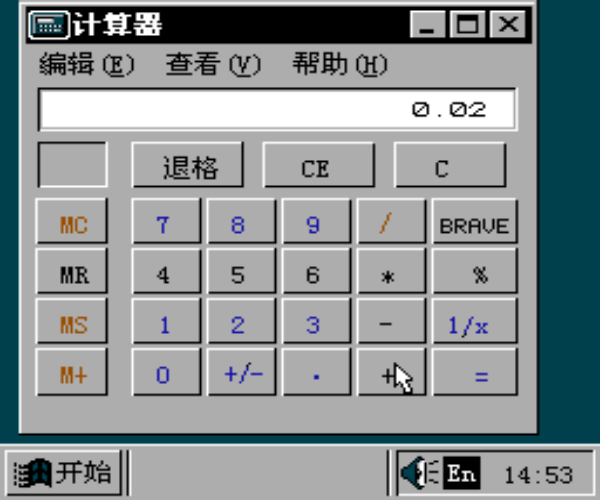 计算器
编辑(E) 查看(V) 帮助(H)
0.02
退格 CE C
MC 7 8 9 / BRAVE
MR 4 5 6 * %
MS 1 2 3 - 1/x
M+ 0 +/- . + =
开始 En 14:53